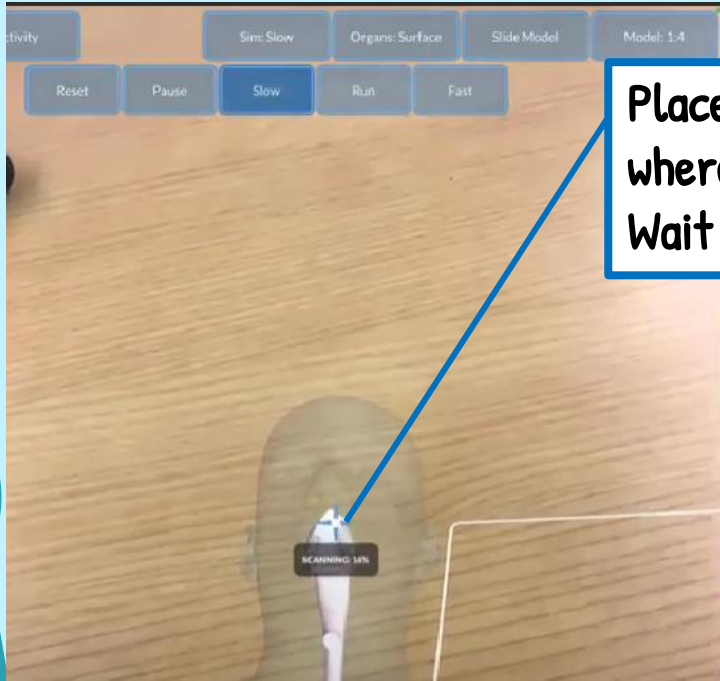 ctivity
Sim: Slow
Organs: Surface
Slide Model
Model: 1:4
Reset
Pause
Slow
Run
Fast
Place
where
Wait
SCANNING: 16%